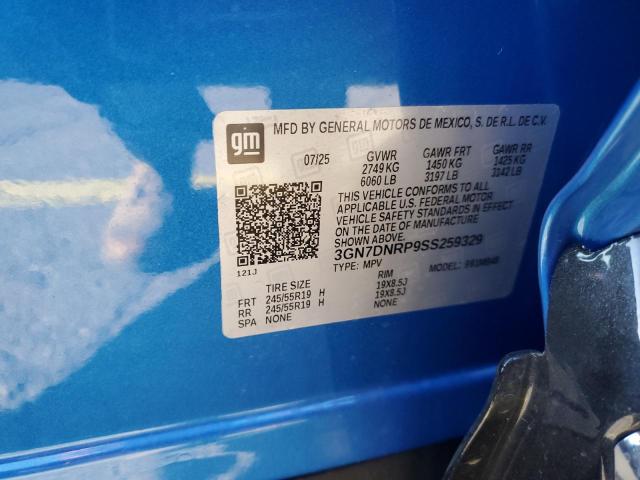 gm
MFD BY GENERAL MOTORS DE MEXICO, S. DE R.L. DE C.V.
07/25 GVWR GAWR FRT GAWR RR
2749 KG 1450 KG 1425 KG
6060 LB 3197 LB 3142 LB
THIS VEHICLE CONFORMS TO ALL
APPLICABLE U.S. FEDERAL MOTOR
VEHICLE SAFETY STANDARDS IN EFFECT
ON THE DATE OF MANUFACTURE
SHOWN ABOVE.
3GN7DNRP9SS259329
121J TYPE: MPV MODEL:
TIRE SIZE RIM
FRT 245/55R19 H 19X8.5J
RR 245/55R19 H 19X8.5J
SPA NONE NONE